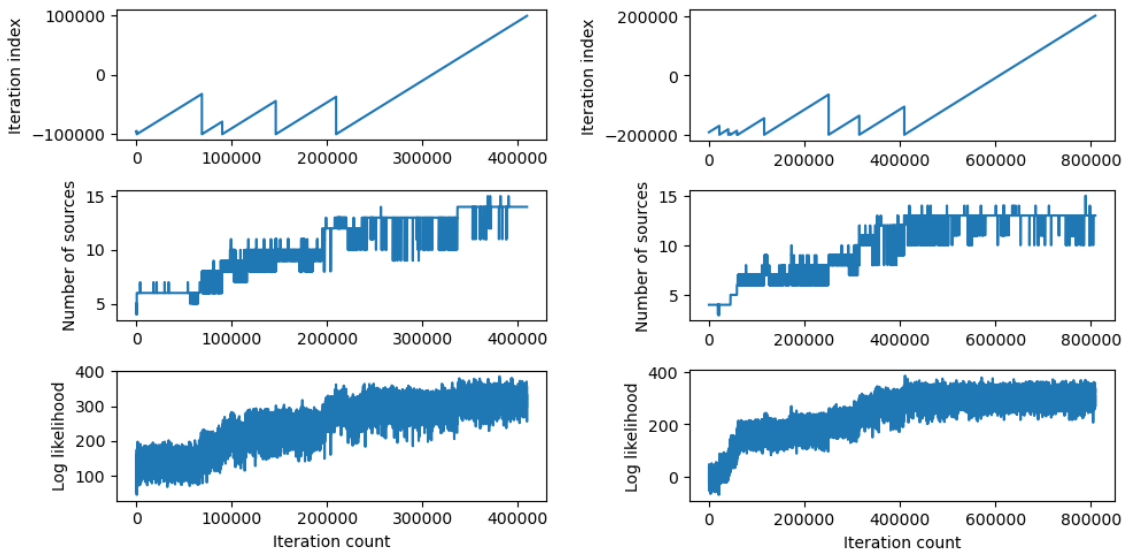 Iteration index
100000
0
−100000
0 100000 200000 300000 400000
Number of sources
15
10
5
0 100000 200000 300000 400000
Log likelihood
400
300
200
100
0 100000 200000 300000 400000
Iteration count
Iteration index
200000
0
−200000
0 200000 400000 600000 800000
Number of sources
15
10
5
0 200000 400000 600000 800000
Log likelihood
400
200
0
0 200000 400000 600000 800000
Iteration count